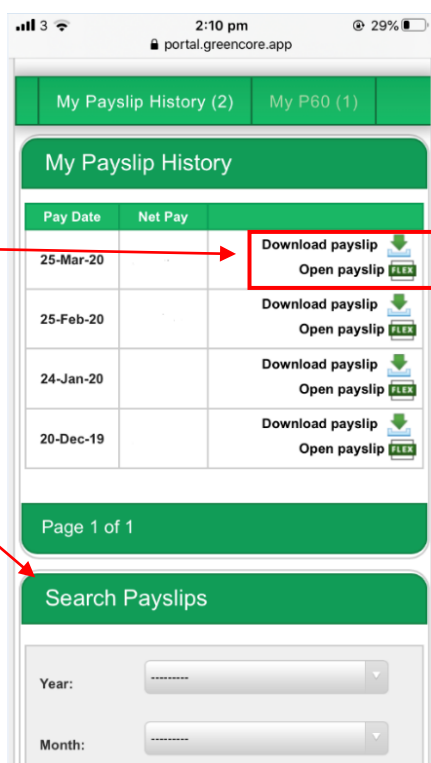 3 2:10 pm 29%
portal.greencore.app
My Payslip History (2) My P60 (1)
My Payslip History
Pay Date Net Pay
25-Mar-20 Download payslip
Open payslip FLEX
25-Feb-20 Download payslip
Open payslip FLEX
24-Jan-20 Download payslip
Open payslip FLEX
20-Dec-19 Download payslip
Open payslip FLEX
Page 1 of 1
Search Payslips
Year: ---------
Month: ---------